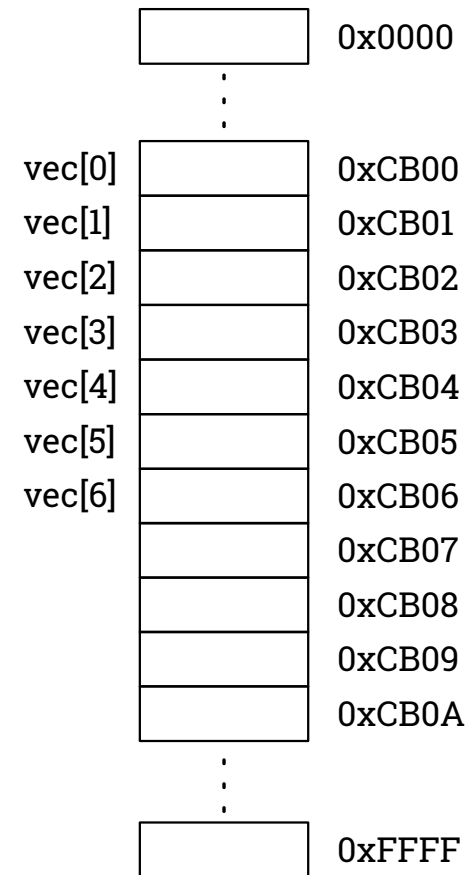 0x0000
vec[0] 0xCB00
vec[1] 0xCB01
vec[2] 0xCB02
vec[3] 0xCB03
vec[4] 0xCB04
vec[5] 0xCB05
vec[6] 0xCB06
0xCB07
0xCB08
0xCB09
0xCB0A
0xFFFF